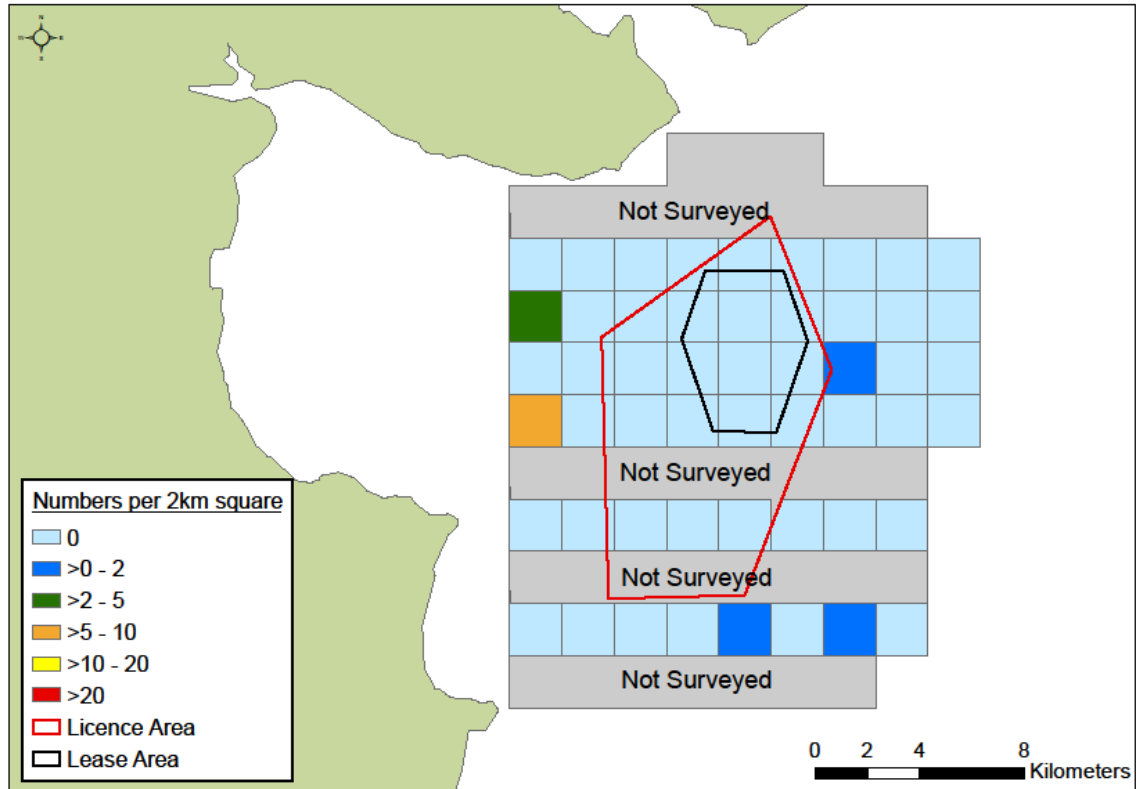 N
Not Surveyed
Not Surveyed
Not Surveyed
Not Surveyed
Numbers per 2km square
0
>0 - 2
>2 - 5
>5 - 10
>10 - 20
>20
Licence Area
Lease Area
0 2 4 8
Kilometers